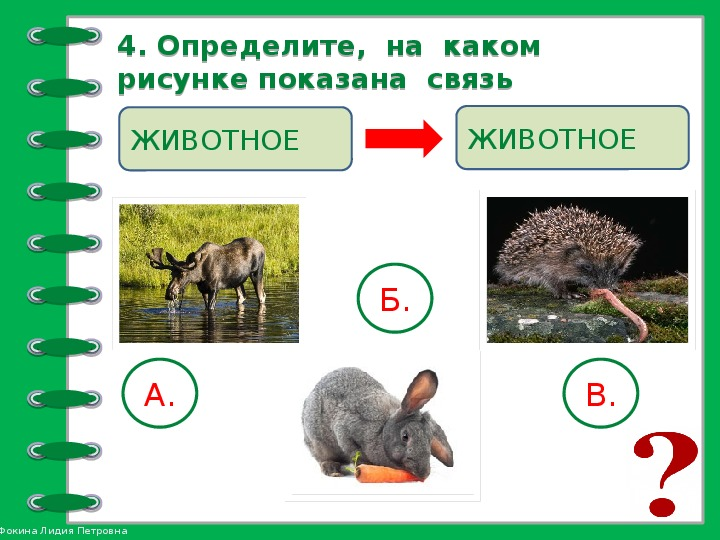 4. Определите, на каком
рисунке показана связь
ЖИВОТНОЕ
ЖИВОТНОЕ
Б.
А.
В.
?
Фокина Лидия Петровна